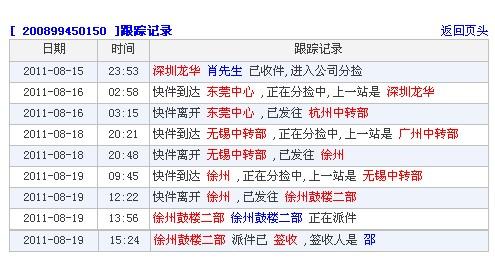 [ 200899450150 ]跟踪记录 返回页头
日期 时间 跟踪记录
2011-08-15 23:53 深圳龙华 肖先生 已收件,进入公司分捡
2011-08-16 02:58 快件到达 东莞中心 ,正在分捡中,上一站是 深圳龙华
2011-08-16 03:15 快件离开 东莞中心 ,已发往 杭州中转部
2011-08-18 20:21 快件到达 无锡中转部 ,正在分捡中,上一站是 广州中转部
2011-08-18 20:48 快件离开 无锡中转部 ,已发往 徐州
2011-08-19 09:45 快件到达 徐州 ,正在分捡中,上一站是 无锡中转部
2011-08-19 12:22 快件离开 徐州 ,已发往 徐州鼓楼二部
2011-08-19 13:56 徐州鼓楼二部 徐州鼓楼二部 正在派件
2011-08-19 15:24 徐州鼓楼二部 派件已 签收 ,签收人是 邵